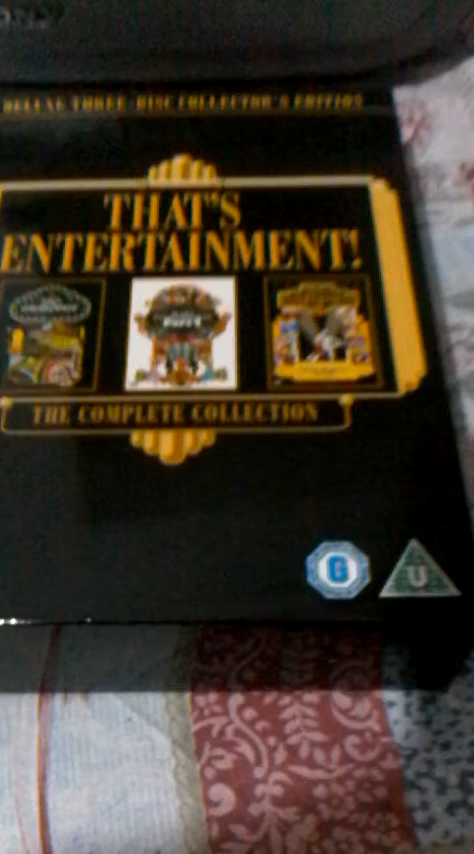 DELUXE THREE-DISC COLLECTOR'S EDITION
THAT'S
ENTERTAINMENT!
THE COMPLETE COLLECTION
G
U